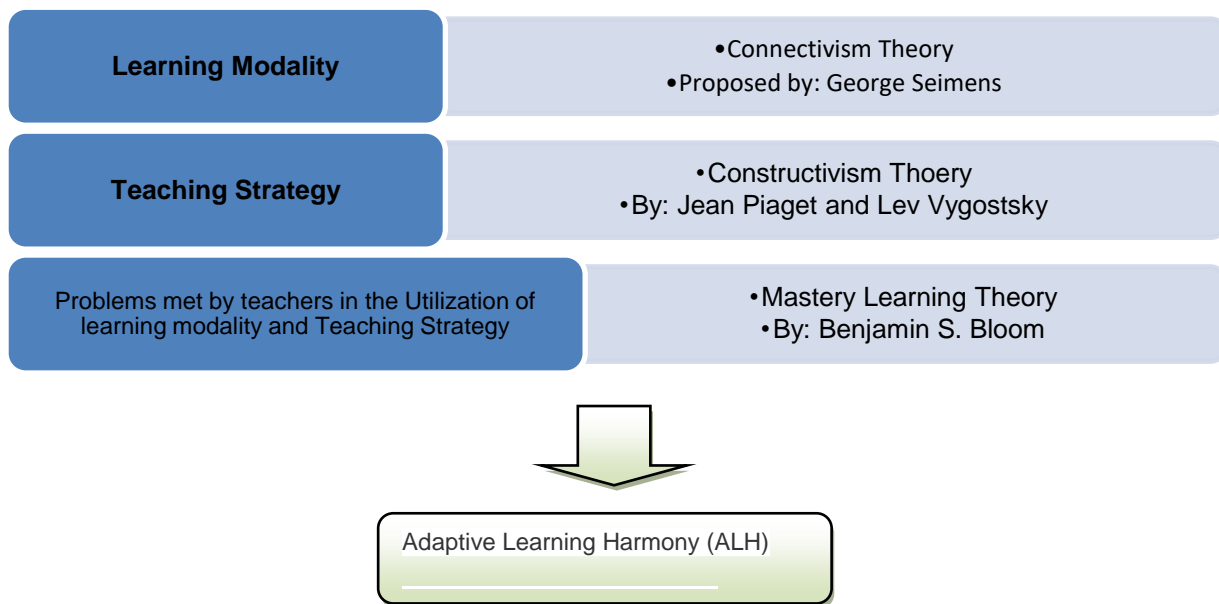 Learning Modality
•Connectivism Theory
•Proposed by: George Seimens
Teaching Strategy
•Constructivism Thoery
•By: Jean Piaget and Lev Vygostsky
Problems met by teachers in the Utilization of
learning modality and Teaching Strategy
•Mastery Learning Theory
•By: Benjamin S. Bloom
Adaptive Learning Harmony (ALH)